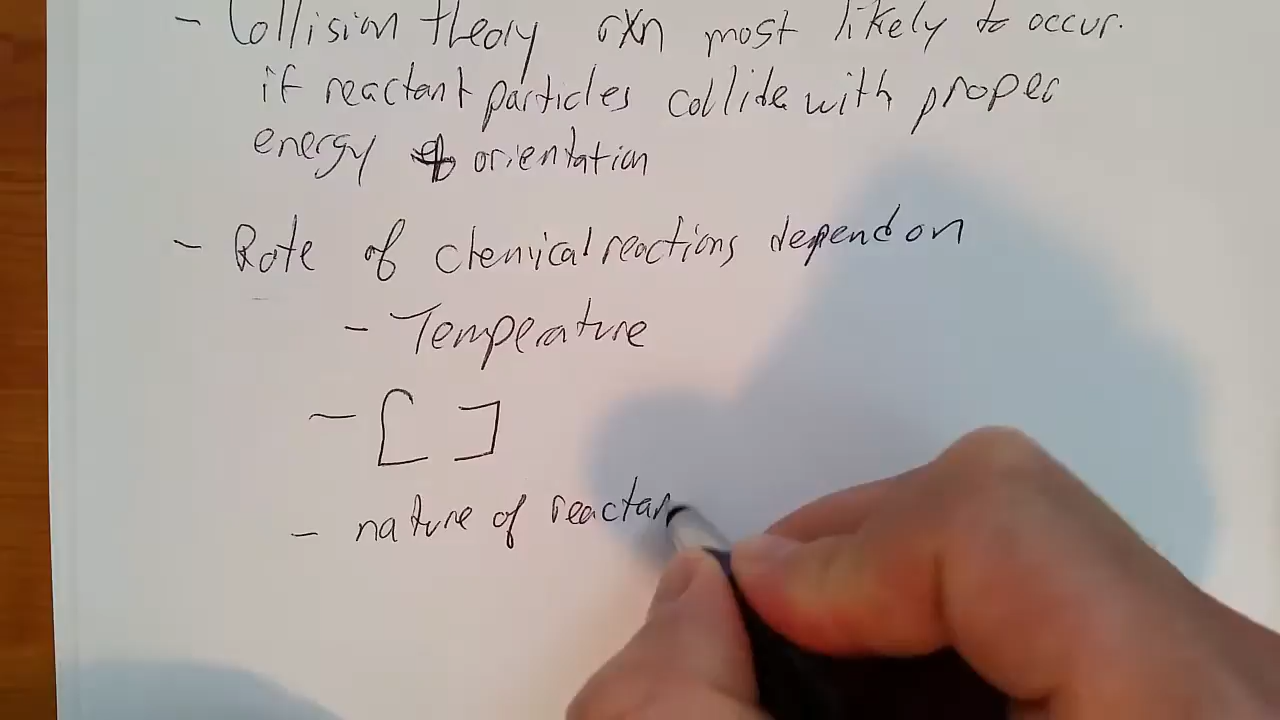 - Collision theory rxn most likely to occur.
if reactant particles collide with proper
energy & orientation
- Rate of chemical reactions depend on
- Temperature
- [ ]
- nature of reactan